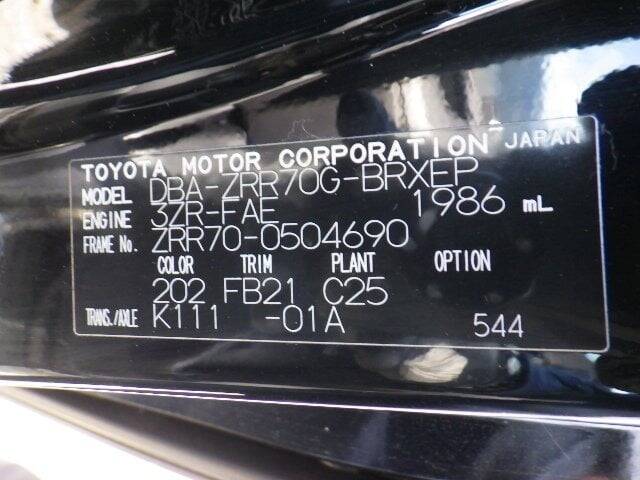 TOYOTA MOTOR CORPORATION JAPAN
MODEL DBA-ZRR70G-BRXEP
ENGINE 3ZR-FAE 1986 mL
FRAME No. ZRR70-0504690
COLOR TRIM PLANT OPTION
202 FB21 C25
TRANS./AXLE K111 -01A 544